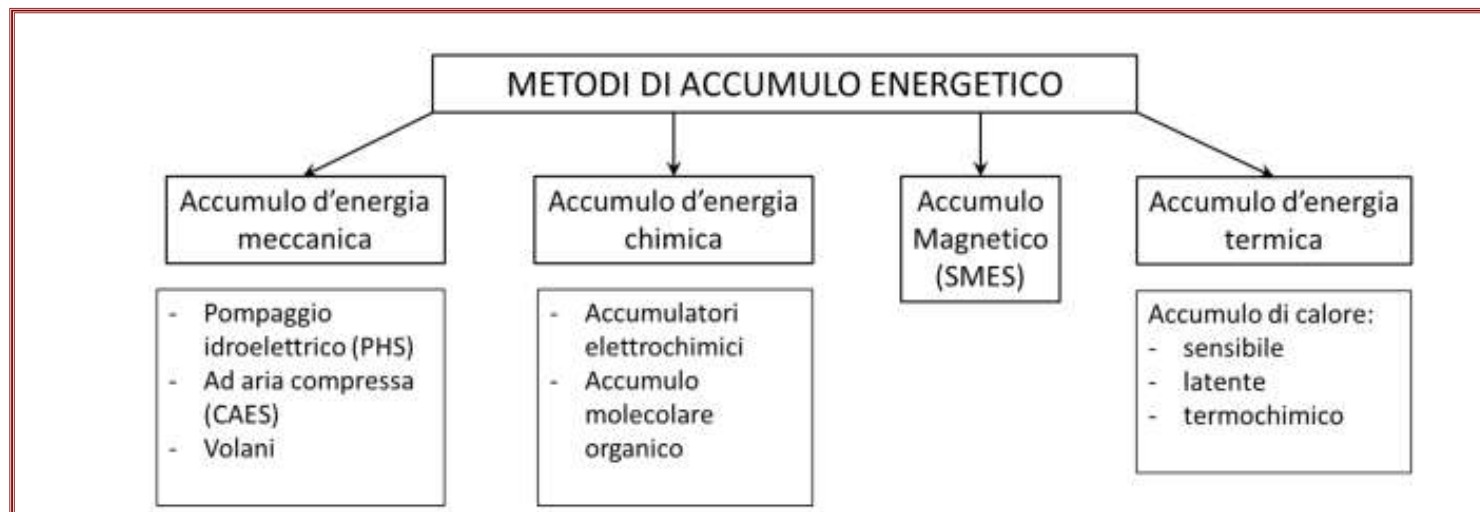 METODI DI ACCUMULO ENERGETICO
Accumulo d'energia
meccanica
- Pompaggio
idroelettrico (PHS)
- Ad aria compressa
(CAES)
- Volani
Accumulo d'energia
chimica
- Accumulatori
elettrochimici
- Accumulo
molecolare
organico
Accumulo
Magnetico
(SMES)
Accumulo d'energia
termica
Accumulo di calore:
- sensibile
- latente
- termochimico